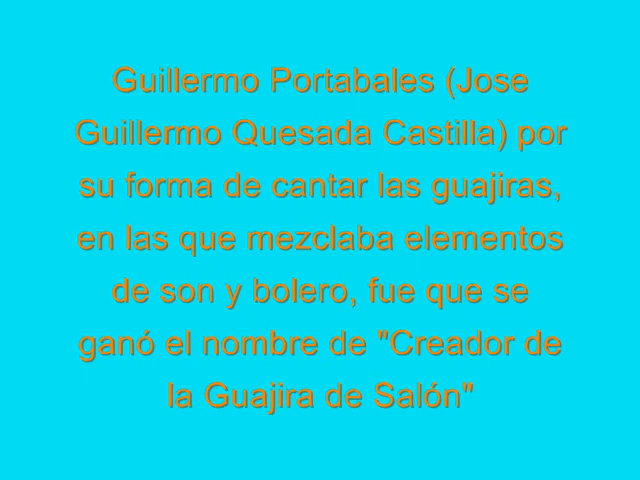 Guillermo Portabales (Jose
Guillermo Quesada Castilla) por
su forma de cantar las guajiras,
en las que mezclaba elementos
de son y bolero, fue que se
ganó el nombre de "Creador de
la Guajira de Salón"